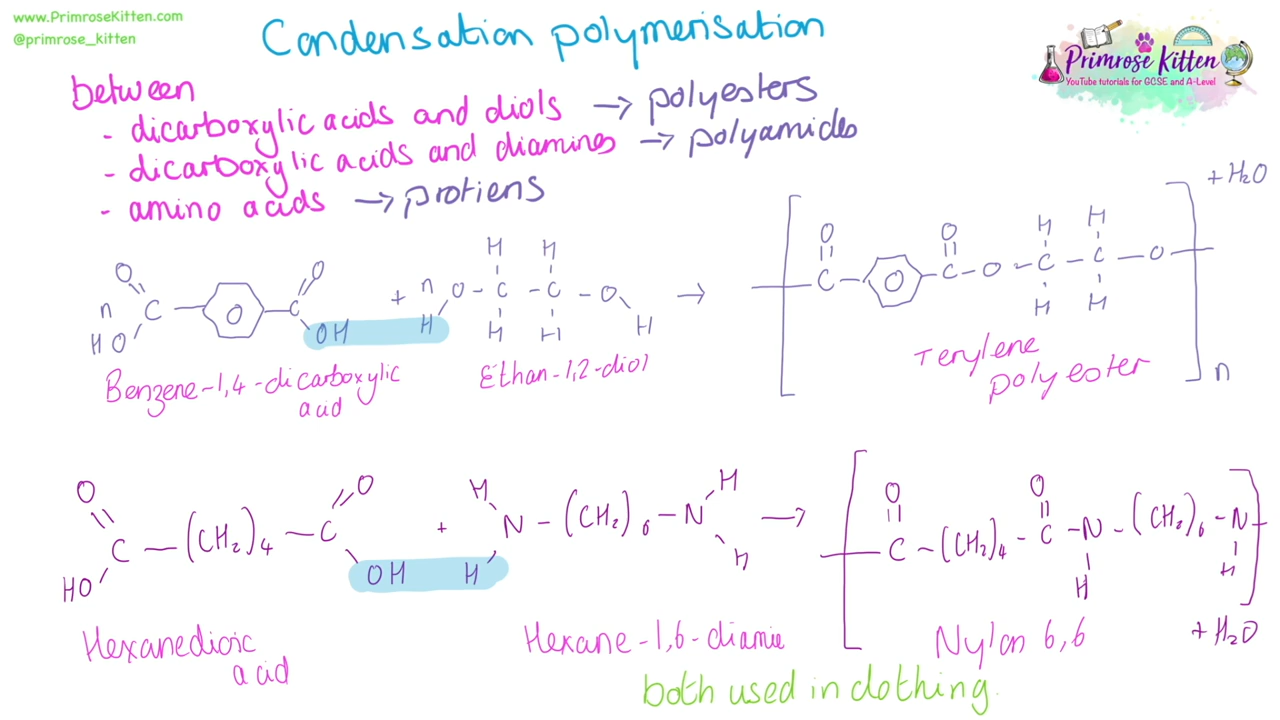 www.PrimroseKitten.com
@primrose_kitten
Condensation polymerisation
Primrose Kitten
YouTube tutorials for GCSE and A-Level
between
- dicarboxylic acids and diols → polyesters
- dicarboxylic acids and diamines → polyamides
- amino acids → protiens
n HO C O C O OH + n H O - C - C - O H H H H H → [ C O C O - O - C - C - O H H H H ] n + H2O
Benzene-1,4-dicarboxylic
acid
Ethan-1,2-diol
Terylene
polyester
HO C O - (CH2)4 - C O OH + H H N - (CH2)6 - N H H → [ C O - (CH2)4 - C O - N H - (CH2)6 - N H ] + H2O
Hexanedioic
acid
Hexane-1,6-diamie
Nylon 6,6
both used in clothing.